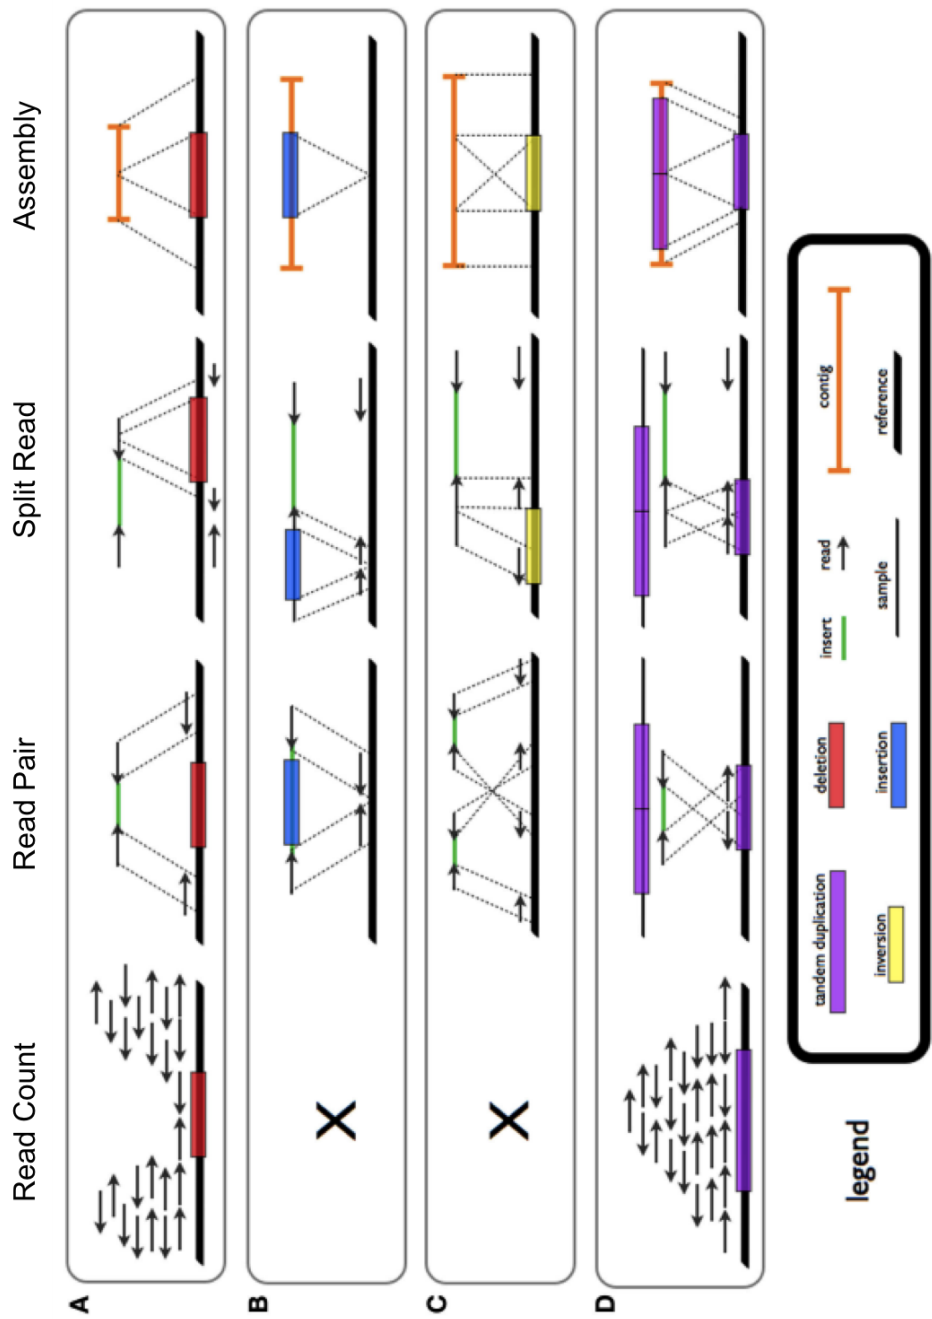 Read Count
Read Pair
Split Read
Assembly
A
B
X
C
X
D
legend
tandem duplication
deletion
insert
read
contig
inversion
insertion
sample
reference